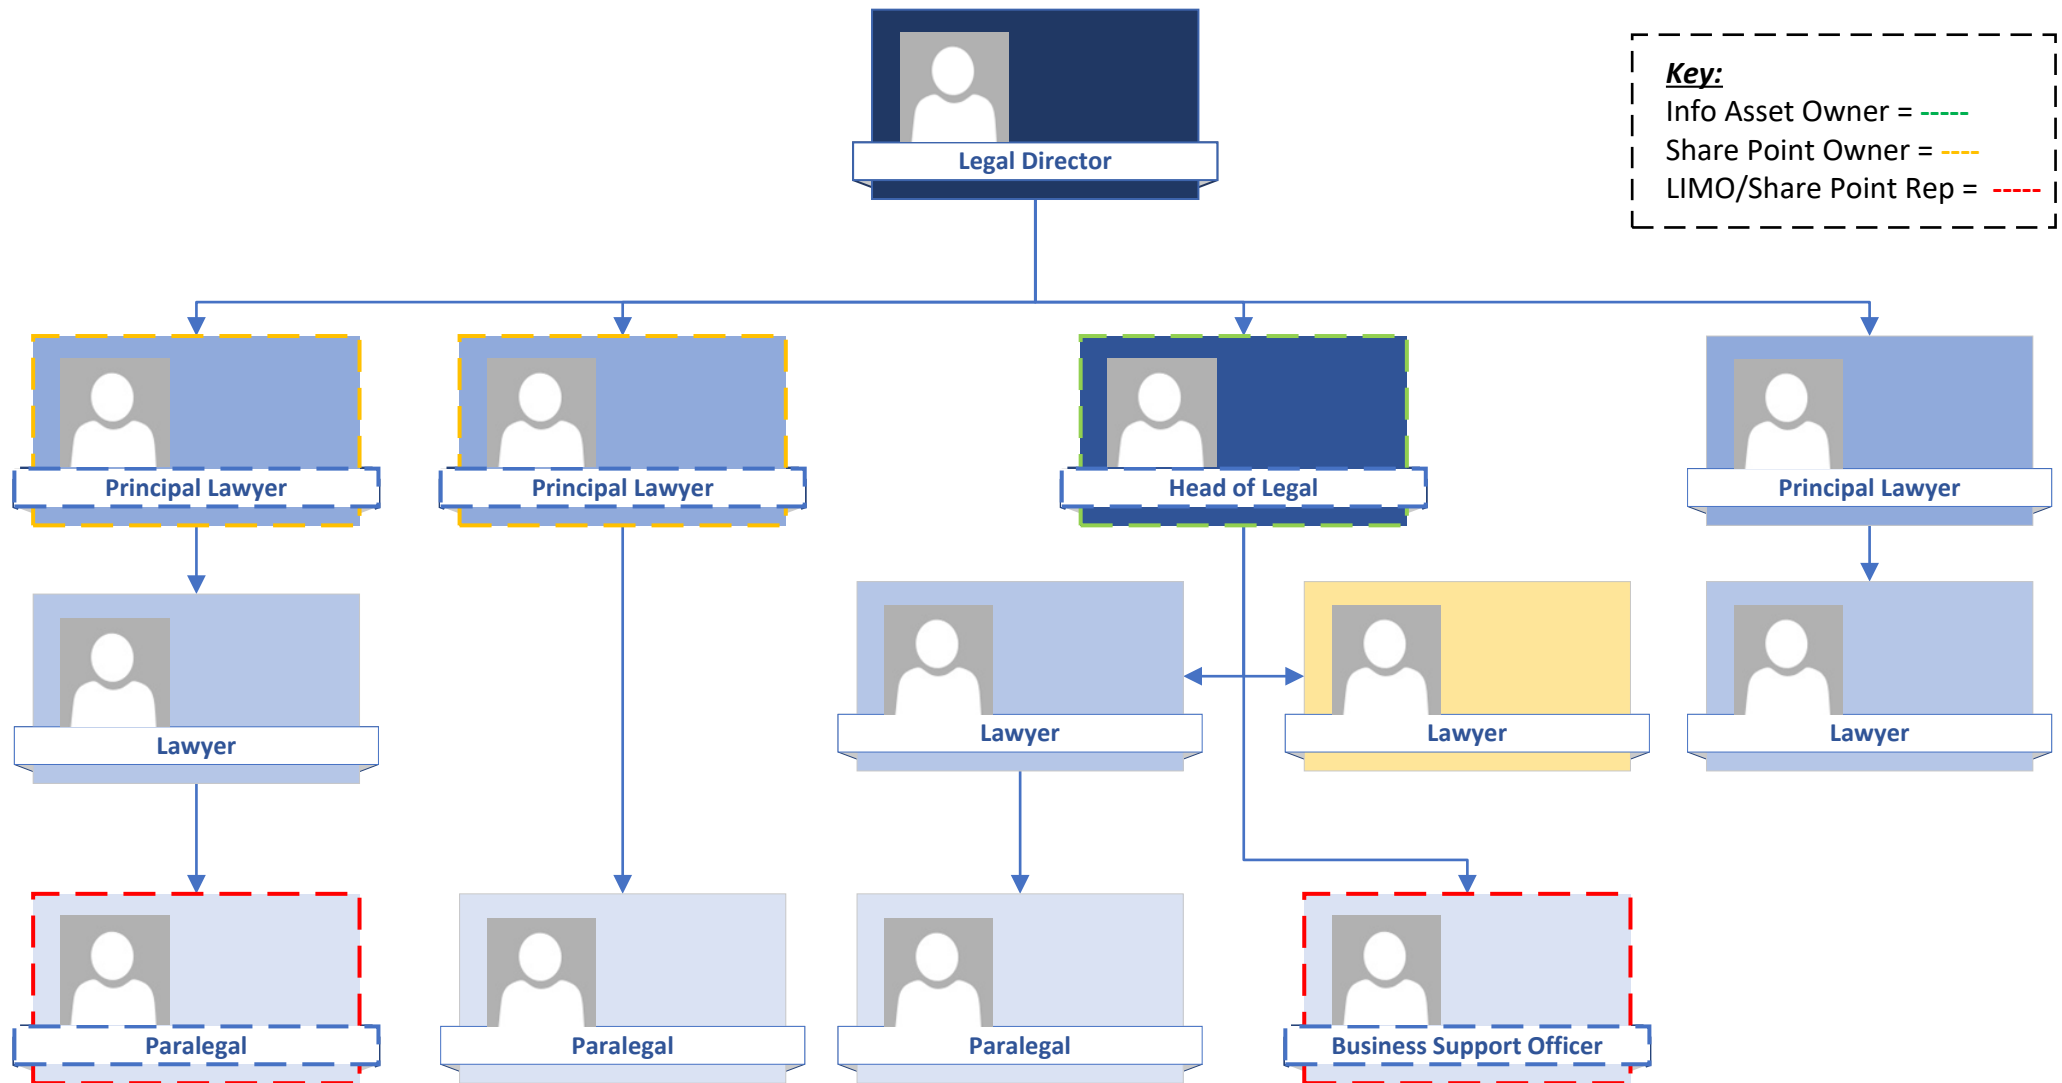 Legal Director
Key:
Info Asset Owner = -----
Share Point Owner = ----
LIMO/Share Point Rep = -----
Principal Lawyer
Principal Lawyer
Head of Legal
Principal Lawyer
Lawyer
Lawyer
Lawyer
Lawyer
Paralegal
Paralegal
Paralegal
Business Support Officer